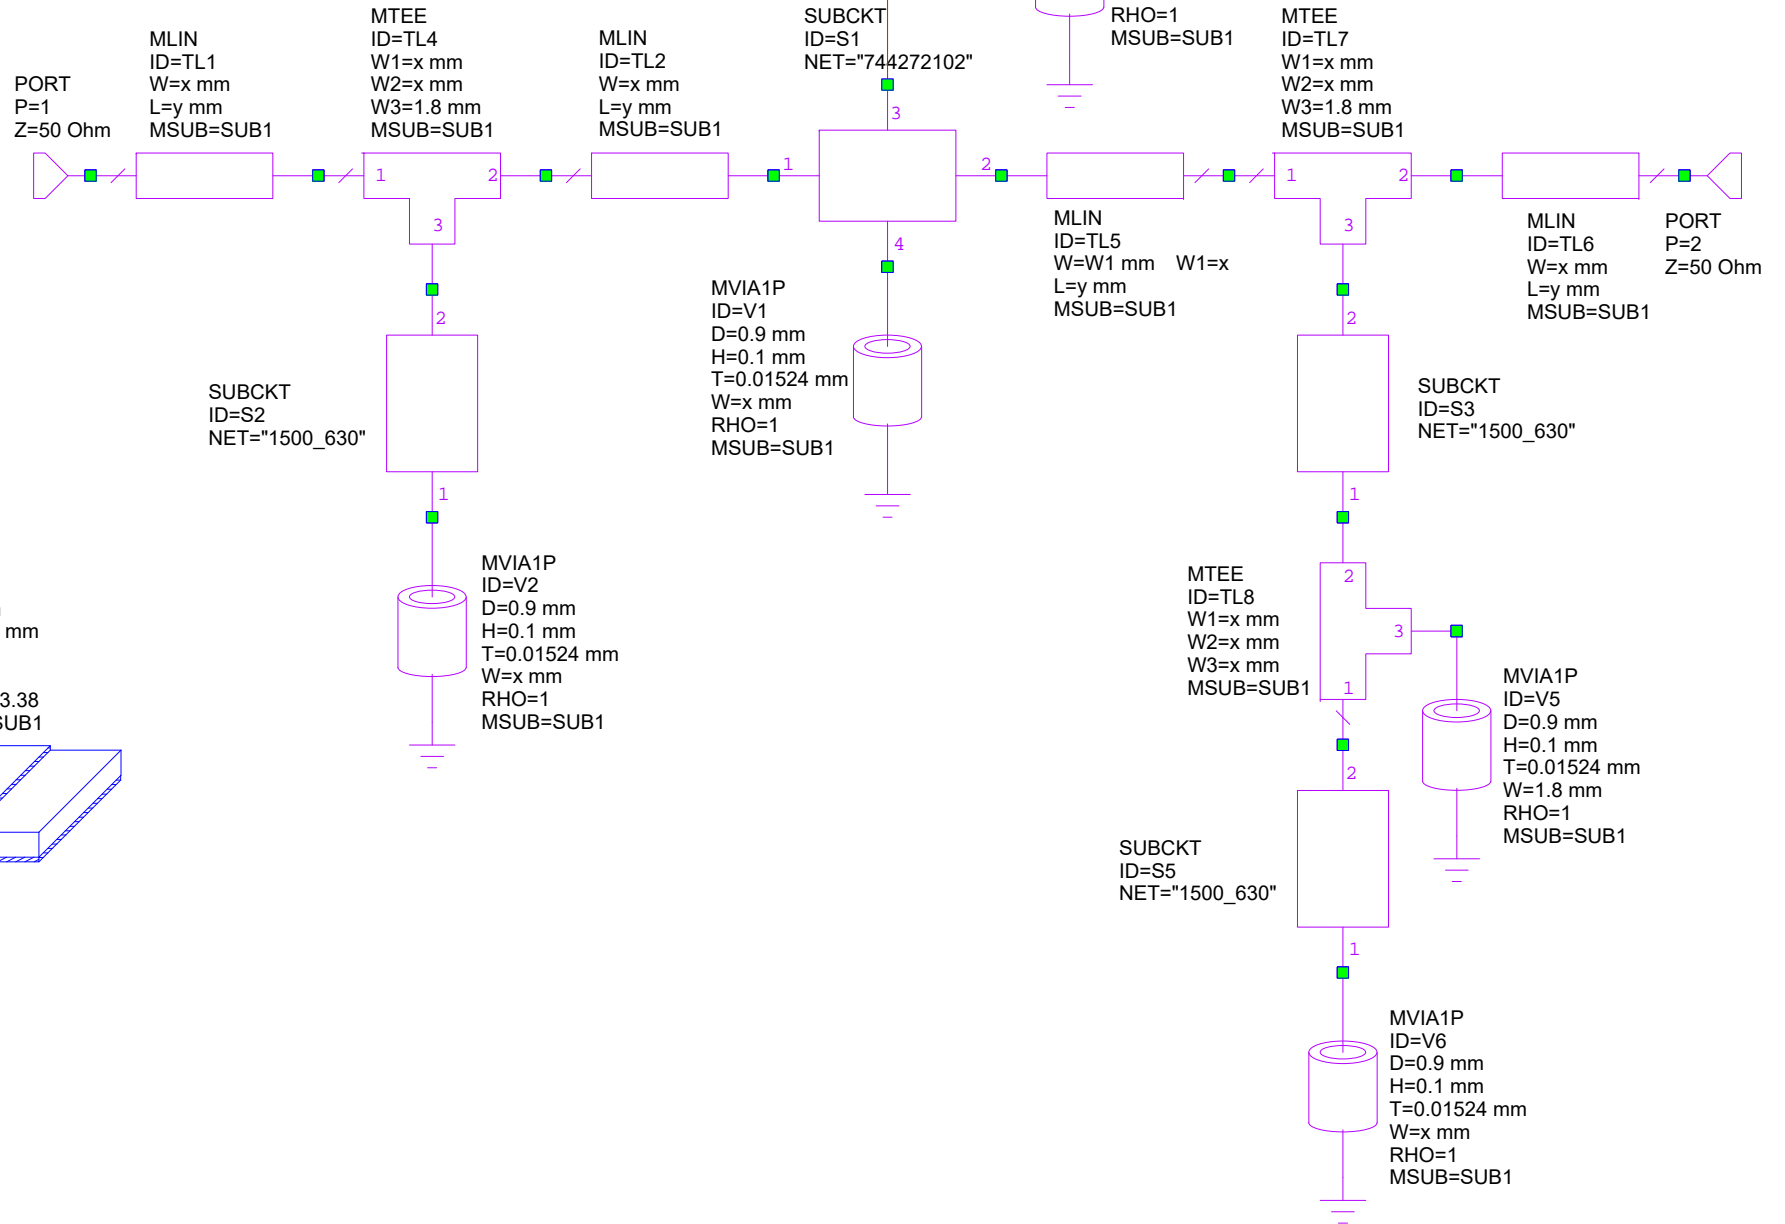 PORT
P=1
Z=50 Ohm
MLIN
ID=TL1
W=x mm
L=y mm
MSUB=SUB1
MTEE
ID=TL4
W1=x mm
W2=x mm
W3=1.8 mm
MSUB=SUB1
1
2
3
MLIN
ID=TL2
W=x mm
L=y mm
MSUB=SUB1
SUBCKT
ID=S1
NET="744272102"
1
2
3
4
RHO=1
MSUB=SUB1
MLIN
ID=TL5
W=W1 mm W1=x
L=y mm
MSUB=SUB1
MTEE
ID=TL7
W1=x mm
W2=x mm
W3=1.8 mm
MSUB=SUB1
1
2
3
MLIN
ID=TL6
W=x mm
L=y mm
MSUB=SUB1
PORT
P=2
Z=50 Ohm
SUBCKT
ID=S2
NET="1500_630"
2
1
MVIA1P
ID=V2
D=0.9 mm
H=0.1 mm
T=0.01524 mm
W=x mm
RHO=1
MSUB=SUB1
MVIA1P
ID=V1
D=0.9 mm
H=0.1 mm
T=0.01524 mm
W=x mm
RHO=1
MSUB=SUB1
SUBCKT
ID=S3
NET="1500_630"
2
1
MTEE
ID=TL8
W1=x mm
W2=x mm
W3=x mm
MSUB=SUB1
2
3
1
MVIA1P
ID=V5
D=0.9 mm
H=0.1 mm
T=0.01524 mm
W=1.8 mm
RHO=1
MSUB=SUB1
SUBCKT
ID=S5
NET="1500_630"
2
1
MVIA1P
ID=V6
D=0.9 mm
H=0.1 mm
T=0.01524 mm
W=x mm
RHO=1
MSUB=SUB1
mm
3.38
SUB1